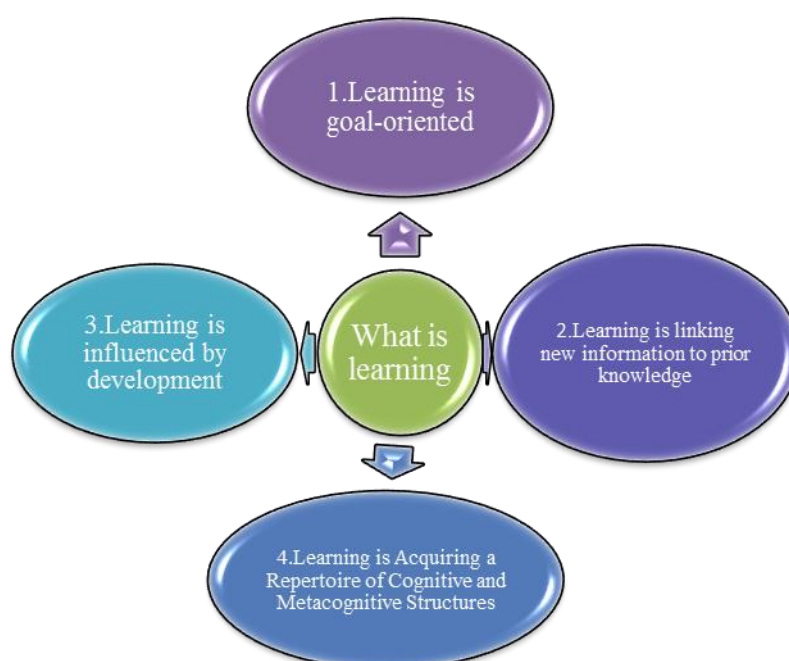 1.Learning is
goal-oriented
3.Learning is
influenced by
development
What is
learning
2.Learning is linking
new information to prior
knowledge
4.Learning is Acquiring a
Repertoire of Cognitive and
Metacognitive Structures